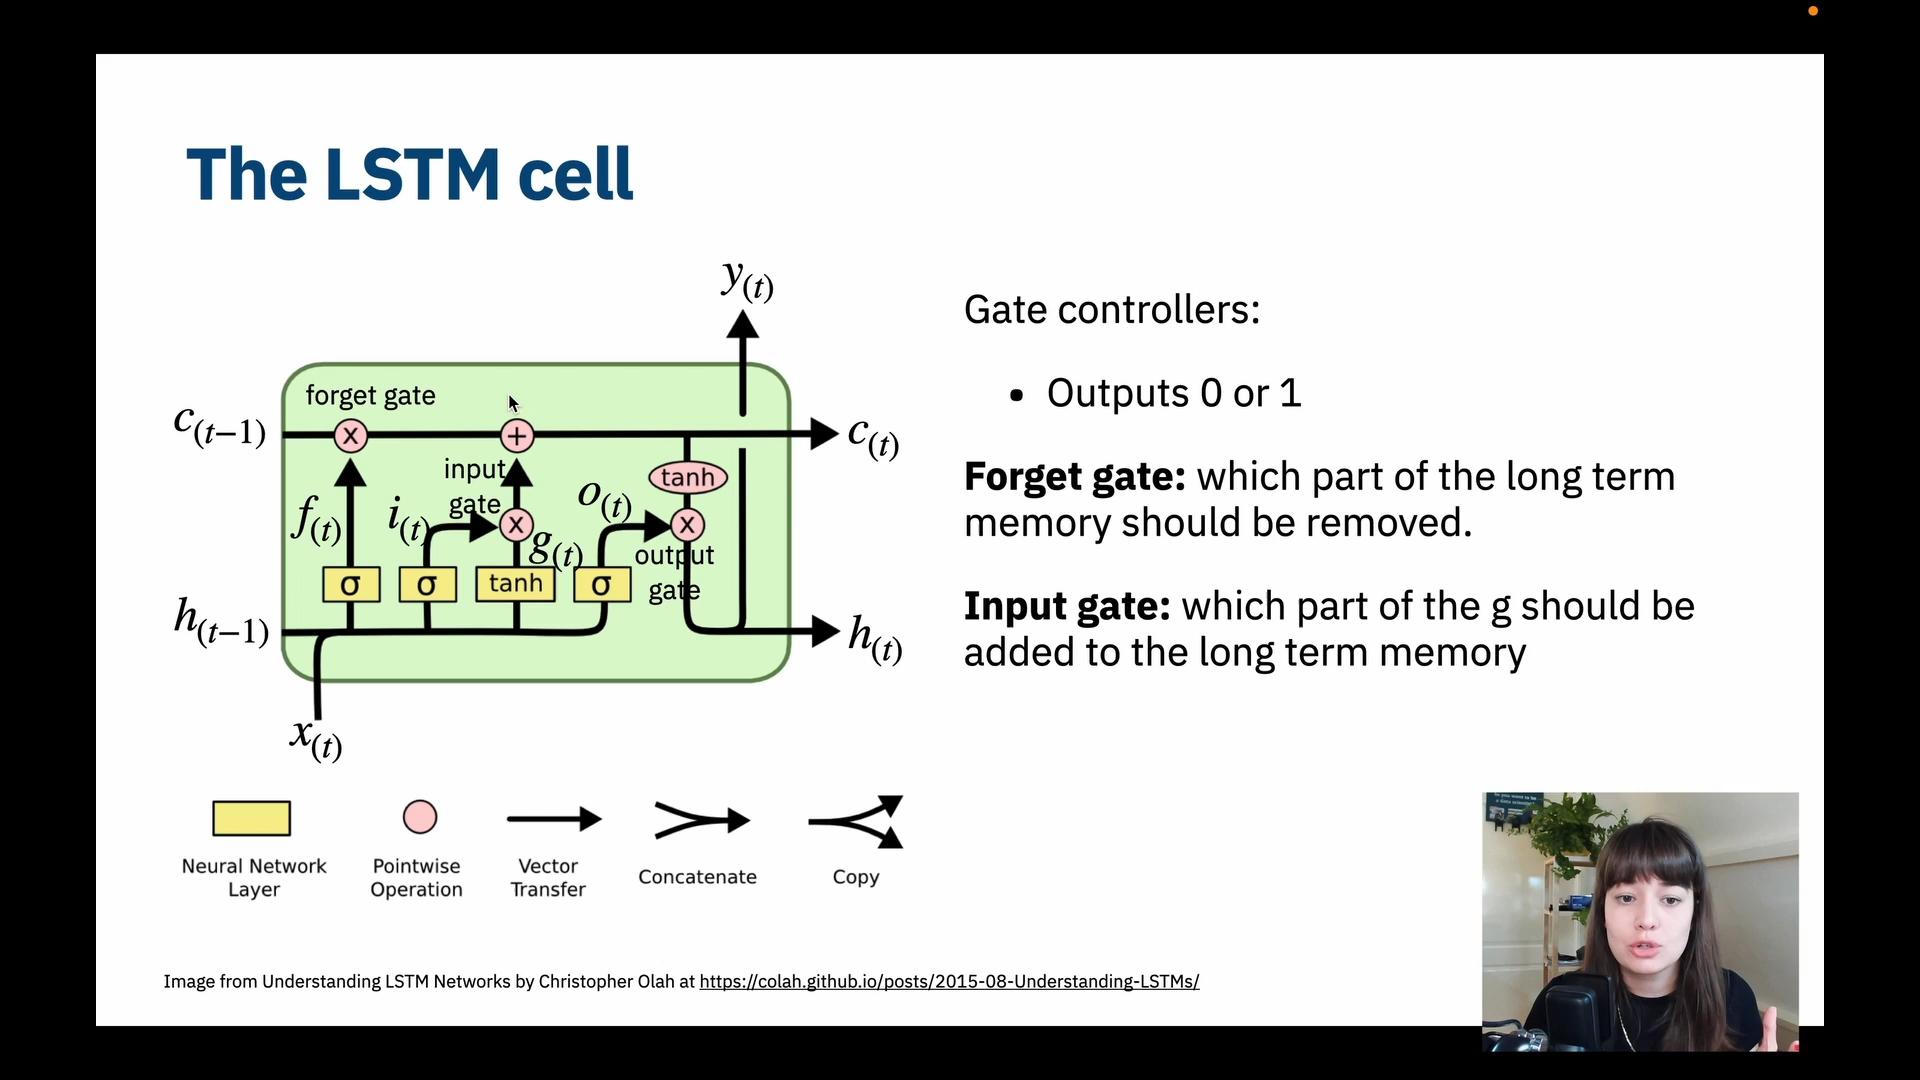 The LSTM cell
y(t)
forget gate
c(t−1)
x
+
c(t)
input
gate
tanh
f(t)
i(t)
x
g(t)
o(t)
x
output
gate
σ
σ
tanh
σ
h(t−1)
h(t)
x(t)
Neural Network
Layer
Pointwise
Operation
Vector
Transfer
Concatenate
Copy
Gate controllers:
• Outputs 0 or 1
Forget gate: which part of the long term
memory should be removed.
Input gate: which part of the g should be
added to the long term memory
Image from Understanding LSTM Networks by Christopher Olah at https://colah.github.io/posts/2015-08-Understanding-LSTMs/